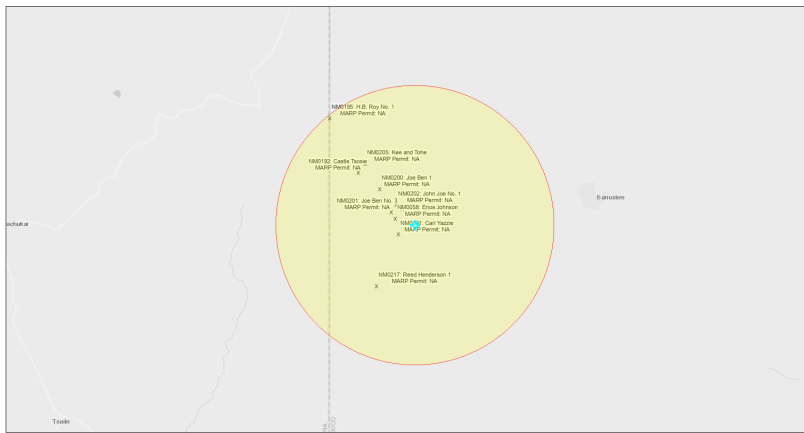 NM0195: H.B. Roy No. 1
MARP Permit: NA
NM0205: Kee and Tohe
MARP Permit: NA
NM0192: Castle Tsosie
MARP Permit: NA
NM0200: Joe Ben 1
MARP Permit: NA
NM0202: John Joe No. 1
MARP Permit: NA
NM0201: Joe Ben No. 3
MARP Permit: NA
NM0058: Enos Johnson
MARP Permit: NA
Carl Yazzie
MARP Permit: NA
NM0217: Reed Henderson 1
MARP Permit: NA
Sanostee
Tsaile